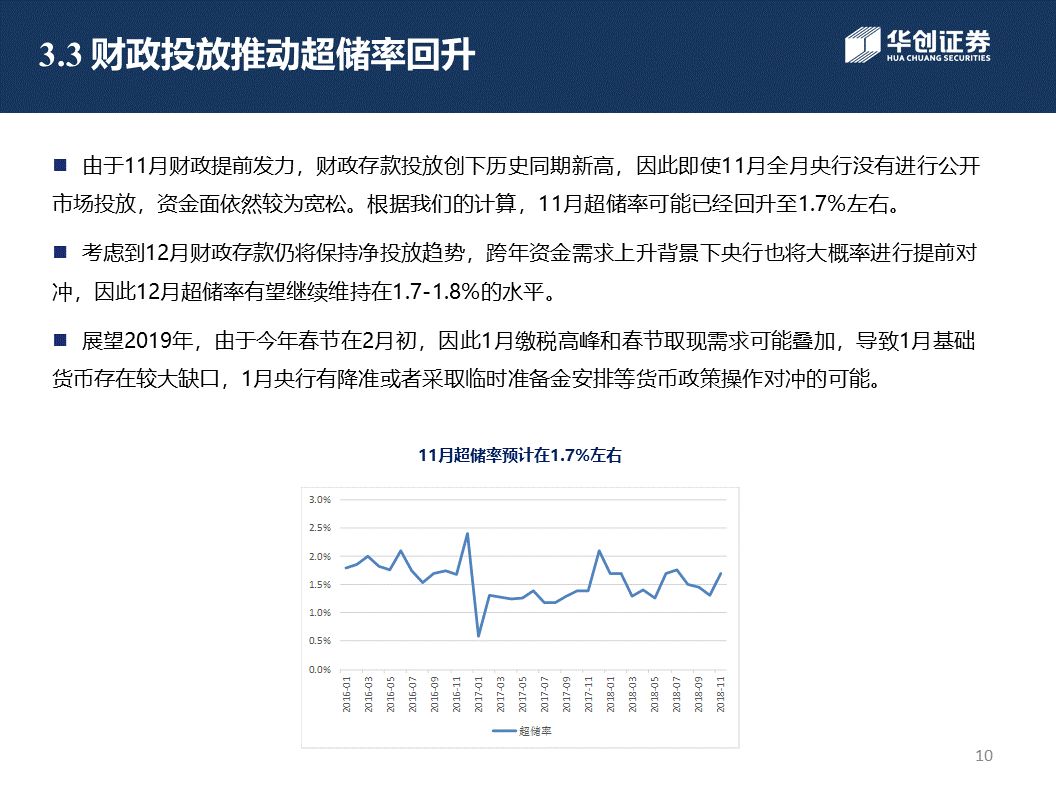 3.3 财政投放推动超储率回升
华创证券
HUA CHUANG SECURITIES
■ 由于11月财政提前发力，财政存款投放创下历史同期新高，因此即使11月全月央行没有进行公开
市场投放，资金面依然较为宽松。根据我们的计算，11月超储率可能已经回升至1.7%左右。
■ 考虑到12月财政存款仍将保持净投放趋势，跨年资金需求上升背景下央行也将大概率进行提前对
冲，因此12月超储率有望继续维持在1.7-1.8%的水平。
■ 展望2019年，由于今年春节在2月初，因此1月缴税高峰和春节取现需求可能叠加，导致1月基础
货币存在较大缺口，1月央行有降准或者采取临时准备金安排等货币政策操作对冲的可能。
11月超储率预计在1.7%左右
3.0%
2.5%
2.0%
1.5%
1.0%
0.5%
0.0%
2016-01
2016-03
2016-05
2016-07
2016-09
2016-11
2017-01
2017-03
2017-05
2017-07
2017-09
2017-11
2018-01
2018-03
2018-05
2018-07
2018-09
2018-11
超储率
10